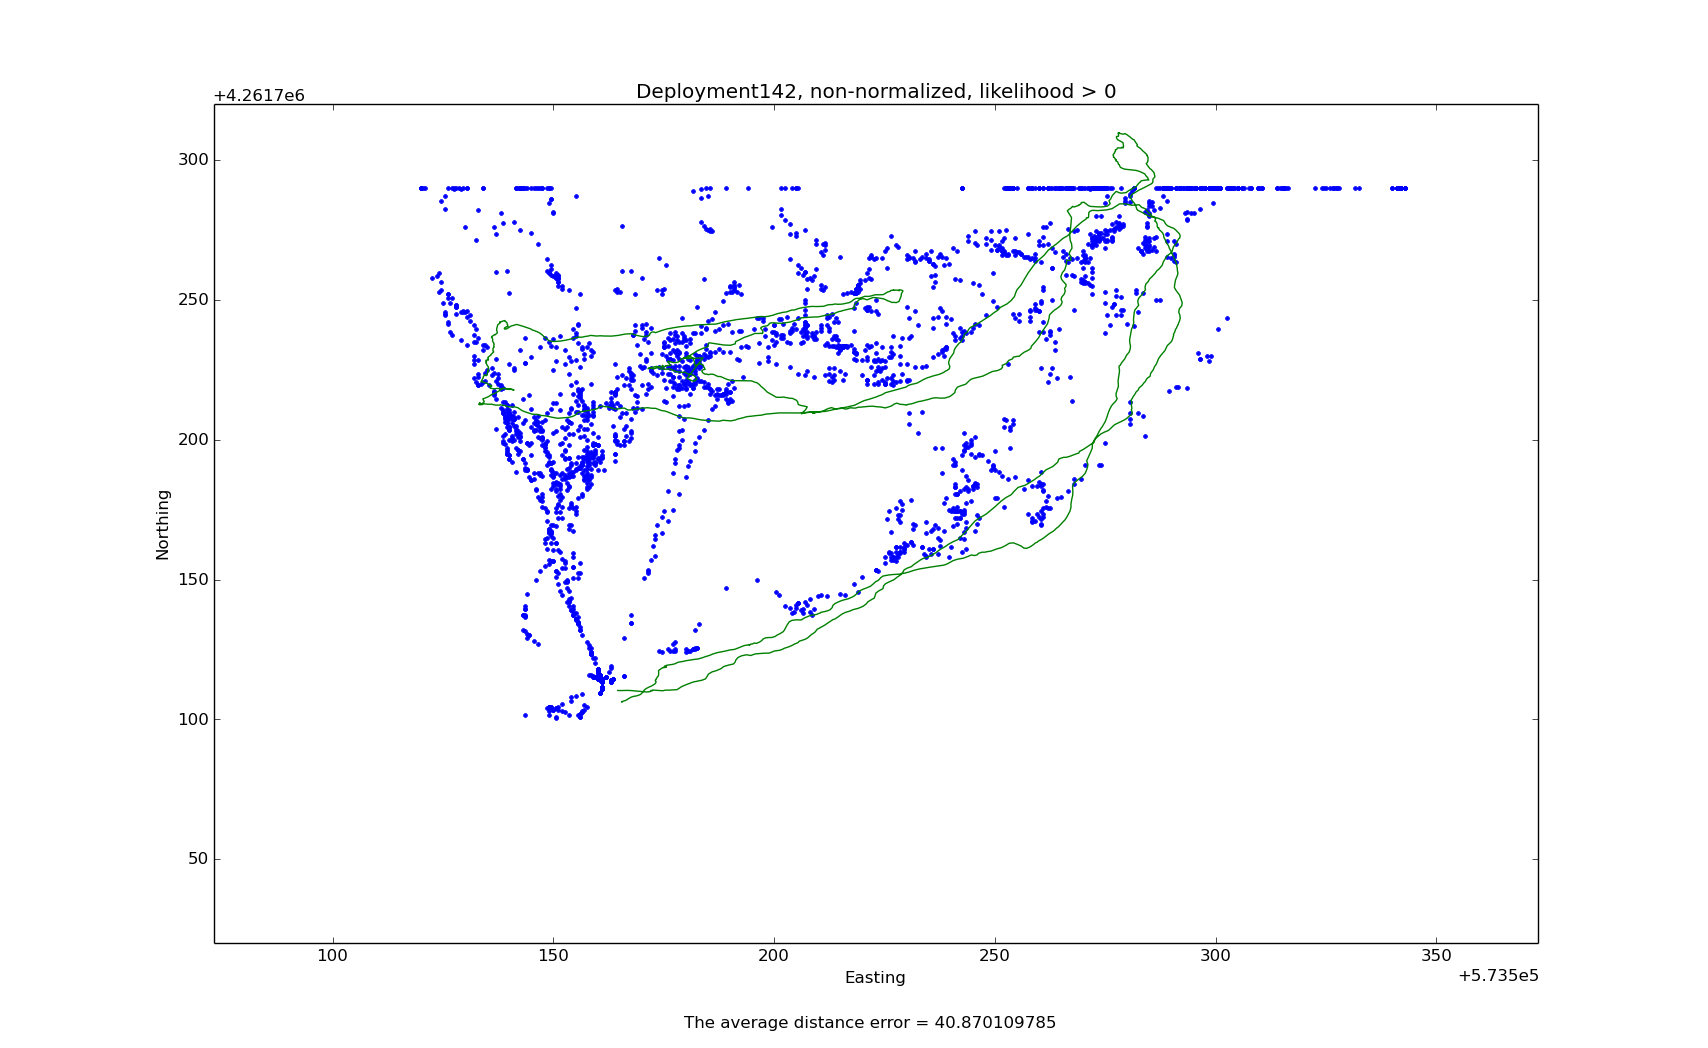 Deployment142, non-normalized, likelihood > 0
+4.2617e6
300
250
200
150
100
50
Northing
100 150 200 250 300 350
Easting
+5.735e5
The average distance error = 40.870109785